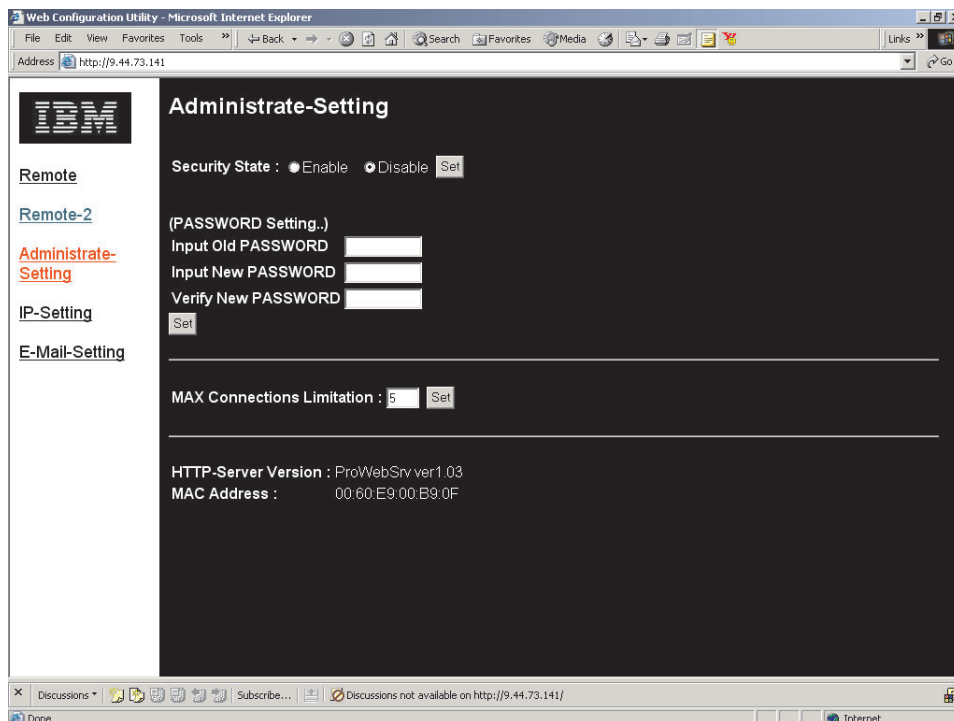 Web Configuration Utility - Microsoft Internet Explorer
File Edit View Favorites Tools » Back Search Favorites Media Links »
Address http://9.44.73.141 Go
IBM
Remote
Remote-2
Administrate-
Setting
IP-Setting
E-Mail-Setting
Administrate-Setting
Security State : Enable Disable Set
(PASSWORD Setting..)
Input Old PASSWORD
Input New PASSWORD
Verify New PASSWORD
Set
MAX Connections Limitation : 5 Set
HTTP-Server Version : ProWebSrv ver1.03
MAC Address : 00:60:E9:00:B9:0F
Discussions Subscribe... Discussions not available on http://9.44.73.141/
Done Internet